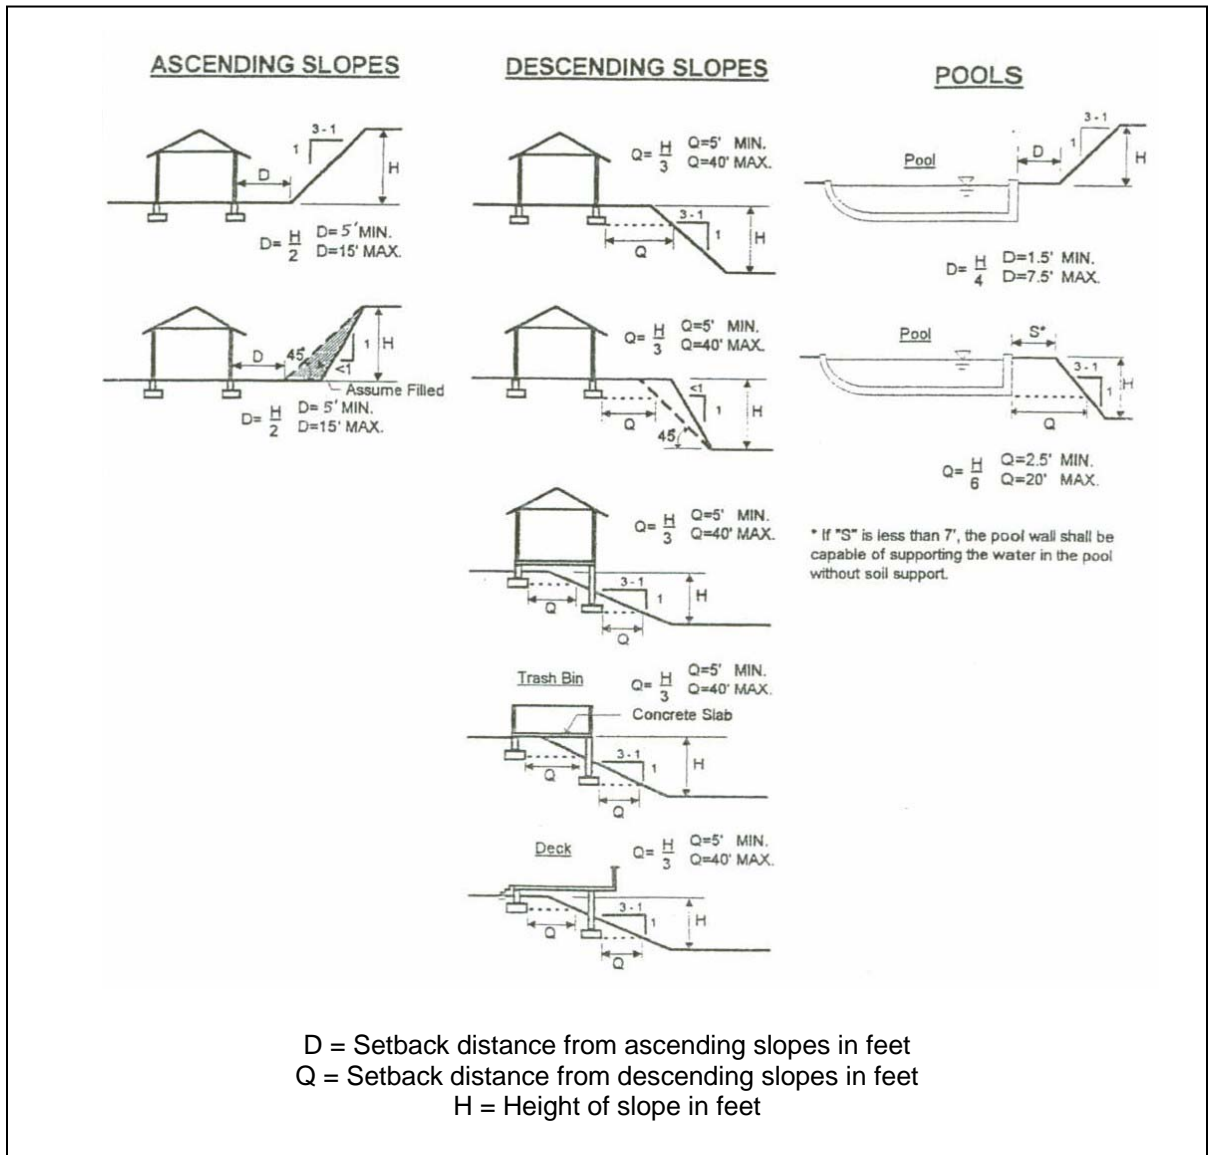 ASCENDING SLOPES
3 - 1
1
D
H
D= H/2 D= 5' MIN.
D=15' MAX.
45°
D
<1
1
H
Assume Filled
D= H/2 D= 5' MIN.
D=15' MAX.
DESCENDING SLOPES
Q= H/3 Q=5' MIN.
Q=40' MAX.
3 - 1
1
H
Q
Q= H/3 Q=5' MIN.
Q=40' MAX.
<1
1
H
Q
45°
Q= H/3 Q=5' MIN.
Q=40' MAX.
3 - 1
1
H
Q
Q
Trash Bin
Q= H/3 Q=5' MIN.
Q=40' MAX.
Concrete Slab
3 - 1
1
H
Q
Q
Deck
Q= H/3 Q=5' MIN.
Q=40' MAX.
3 - 1
1
H
Q
Q
POOLS
3 - 1
1
Pool
D
H
D= H/4 D=1.5' MIN.
D=7.5' MAX.
Pool
S*
3 - 1
1
H
Q
Q= H/6 Q=2.5' MIN.
Q=20' MAX.
* If "S" is less than 7', the pool wall shall be
capable of supporting the water in the pool
without soil support.
D = Setback distance from ascending slopes in feet
Q = Setback distance from descending slopes in feet
H = Height of slope in feet